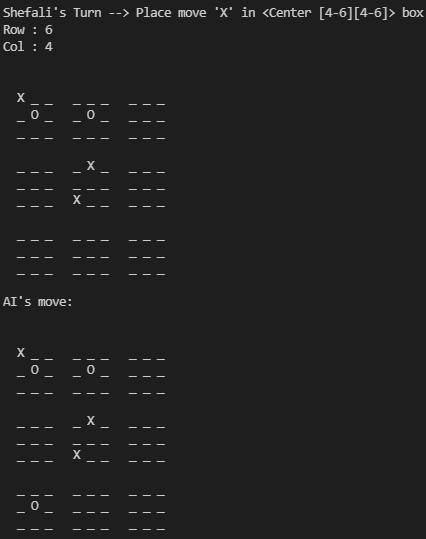 Shefali's Turn --> Place move 'X' in <Center [4-6][4-6]> box
Row : 6
Col : 4
X _ _  _ _ _  _ _ _
_ O _  _ O _  _ _ _
_ _ _  _ _ _  _ _ _
_ _ _  _ X _  _ _ _
_ _ _  _ _ _  _ _ _
_ _ _  X _ _  _ _ _
_ _ _  _ _ _  _ _ _
_ _ _  _ _ _  _ _ _
_ _ _  _ _ _  _ _ _
AI's move:
X _ _  _ _ _  _ _ _
_ O _  _ O _  _ _ _
_ _ _  _ _ _  _ _ _
_ _ _  _ X _  _ _ _
_ _ _  _ _ _  _ _ _
_ _ _  X _ _  _ _ _
_ _ _  _ _ _  _ _ _
_ O _  _ _ _  _ _ _
_ _ _  _ _ _  _ _ _